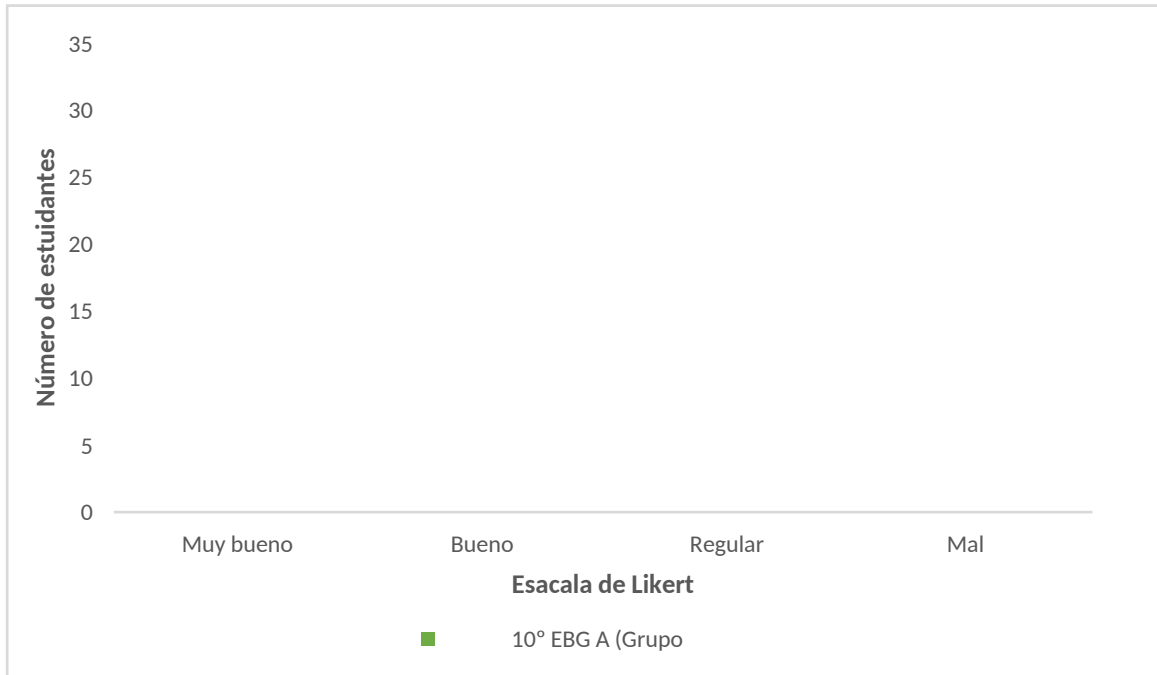 35
30
25
20
15
10
5
0
Número de estuidantes
Muy bueno Bueno Regular Mal
Esacala de Likert
10° EBG A (Grupo